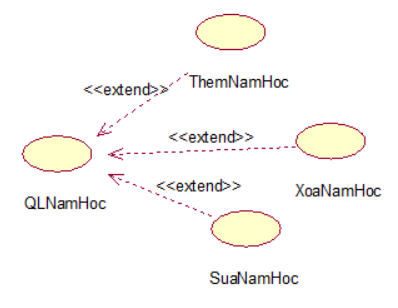 ThemNamHoc
<<extend>>
<<extend>>
XoaNamHoc
QLNamHoc
<<extend>>
SuaNamHoc